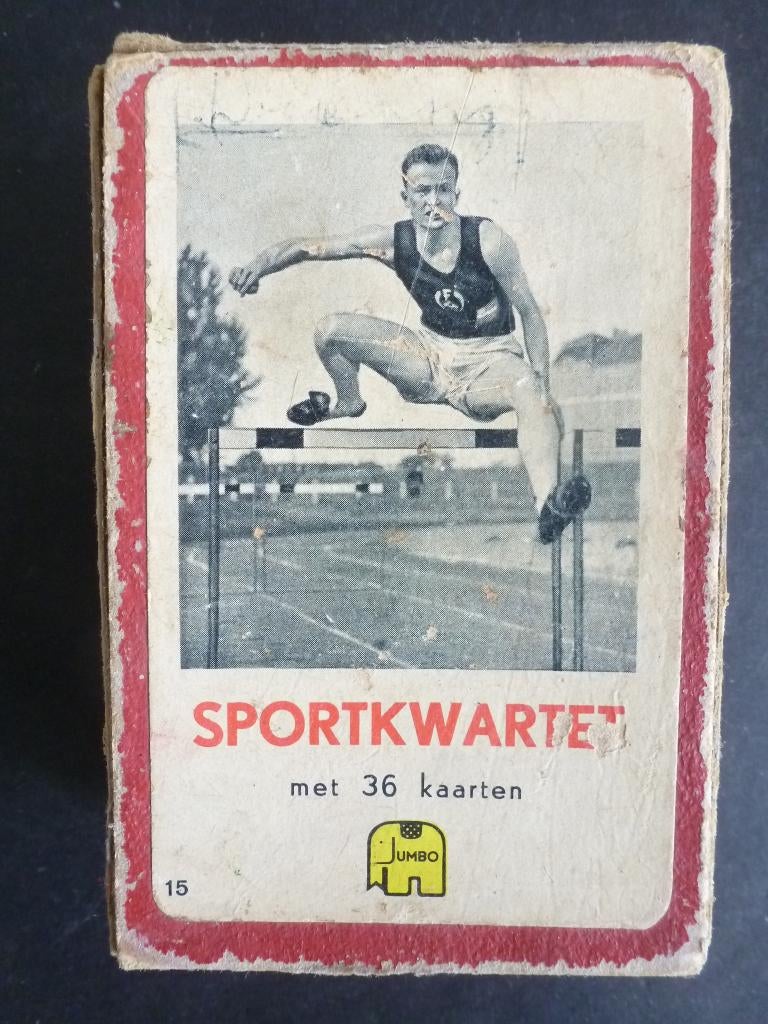 SPORTKWARTET
met 36 kaarten
JUMBO
15